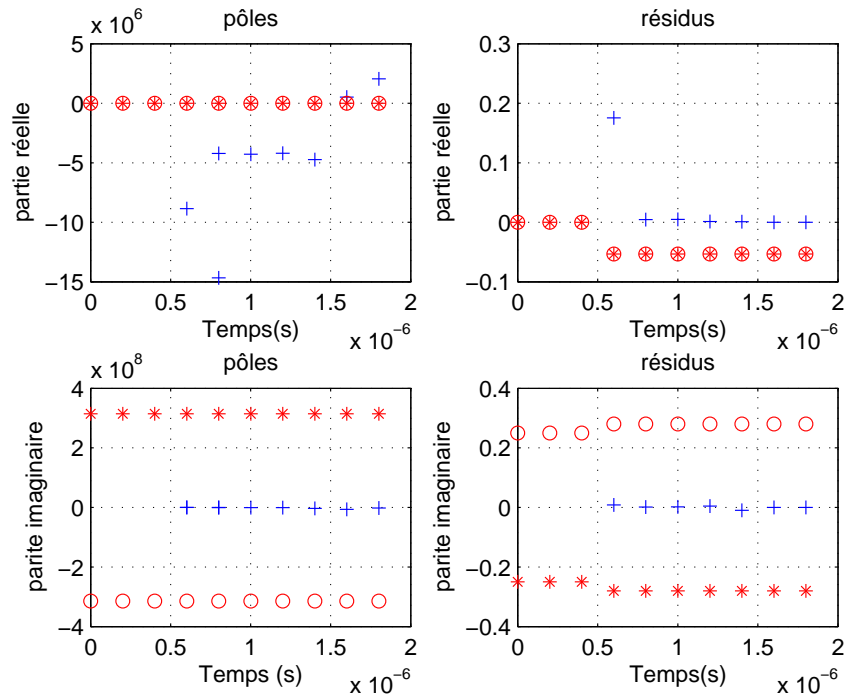 pôles
x 10^6
partie réelle
5
0
−5
−10
−15
0
0.5
1
1.5
2
Temps(s)
x 10^−6
résidus
partie réelle
0.3
0.2
0.1
0
−0.1
0
0.5
1
1.5
2
Temps(s)
x 10^−6
pôles
x 10^8
parite imaginaire
4
2
0
−2
−4
0
0.5
1
1.5
2
Temps (s)
x 10^−6
résidus
parite imaginaire
0.4
0.2
0
−0.2
−0.4
0
0.5
1
1.5
2
Temps(s)
x 10^−6